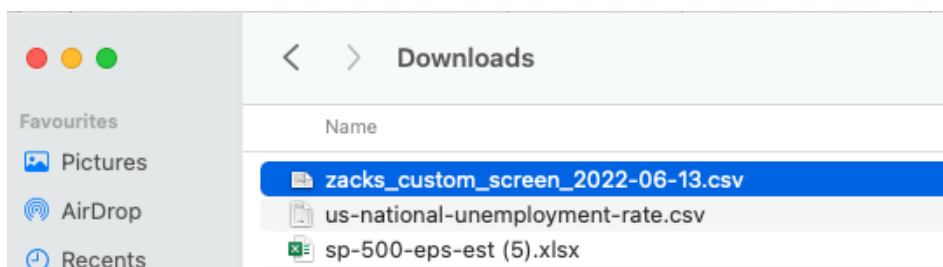 Downloads
Favourites
Name
Pictures
zacks_custom_screen_2022-06-13.csv
AirDrop
us-national-unemployment-rate.csv
Recents
sp-500-eps-est (5).xlsx